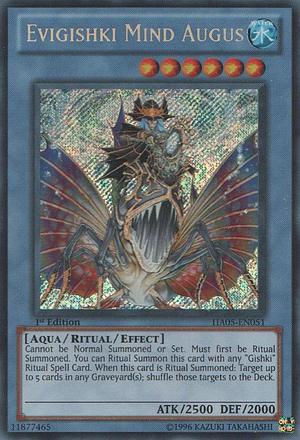 EVIGISHKI MIND AUGUS
WATER
水
1st Edition
HA05-EN051
[AQUA / RITUAL / EFFECT]
Cannot be Normal Summoned or Set. Must first be Ritual
Summoned. You can Ritual Summon this card with any "Gishki"
Ritual Spell Card. When this card is Ritual Summoned: Target up
to 5 cards in any Graveyard(s); shuffle those targets to the Deck.
ATK/2500 DEF/2000
11877465
©1996 KAZUKI TAKAHASHI